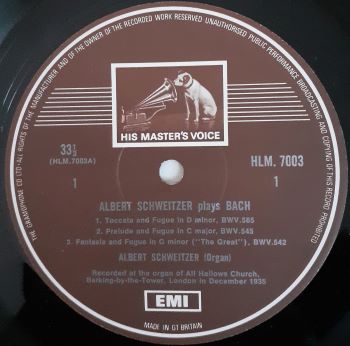 THE GRAMOPHONE CO LTD · ALL RIGHTS OF THE MANUFACTURER AND OF THE OWNER OF THE RECORDED WORK RESERVED UNAUTHORISED PUBLIC PERFORMANCE BROADCASTING AND COPYING OF THIS RECORD PROHIBITED
HIS MASTER'S VOICE
33⅓
(HLM.7003A)
HLM. 7003
1
1
ALBERT SCHWEITZER plays BACH
1. Toccata and Fugue in D minor, BWV.565
2. Prelude and Fugue in C major, BWV.545
3. Fantasia and Fugue in G minor ("The Great"), BWV.542
ALBERT SCHWEITZER (Organ)
Recorded at the organ of All Hallows Church,
Barking-by-the-Tower, London in December 1935
EMI
MADE IN GT BRITAIN